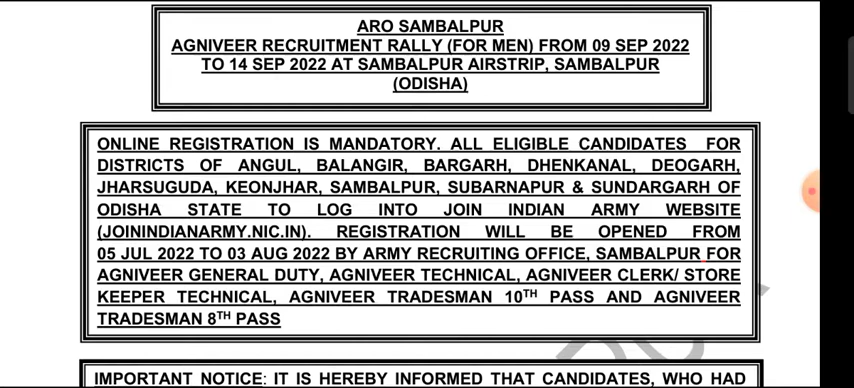 ARO SAMBALPUR
AGNIVEER RECRUITMENT RALLY (FOR MEN) FROM 09 SEP 2022
TO 14 SEP 2022 AT SAMBALPUR AIRSTRIP, SAMBALPUR
(ODISHA)
ONLINE REGISTRATION IS MANDATORY. ALL ELIGIBLE CANDIDATES FOR
DISTRICTS OF ANGUL, BALANGIR, BARGARH, DHENKANAL, DEOGARH,
JHARSUGUDA, KEONJHAR, SAMBALPUR, SUBARNAPUR & SUNDARGARH OF
ODISHA STATE TO LOG INTO JOIN INDIAN ARMY WEBSITE
(JOININDIANARMY.NIC.IN). REGISTRATION WILL BE OPENED FROM
05 JUL 2022 TO 03 AUG 2022 BY ARMY RECRUITING OFFICE, SAMBALPUR FOR
AGNIVEER GENERAL DUTY, AGNIVEER TECHNICAL, AGNIVEER CLERK/ STORE
KEEPER TECHNICAL, AGNIVEER TRADESMAN 10TH PASS AND AGNIVEER
TRADESMAN 8TH PASS
IMPORTANT NOTICE: IT IS HEREBY INFORMED THAT CANDIDATES, WHO HAD